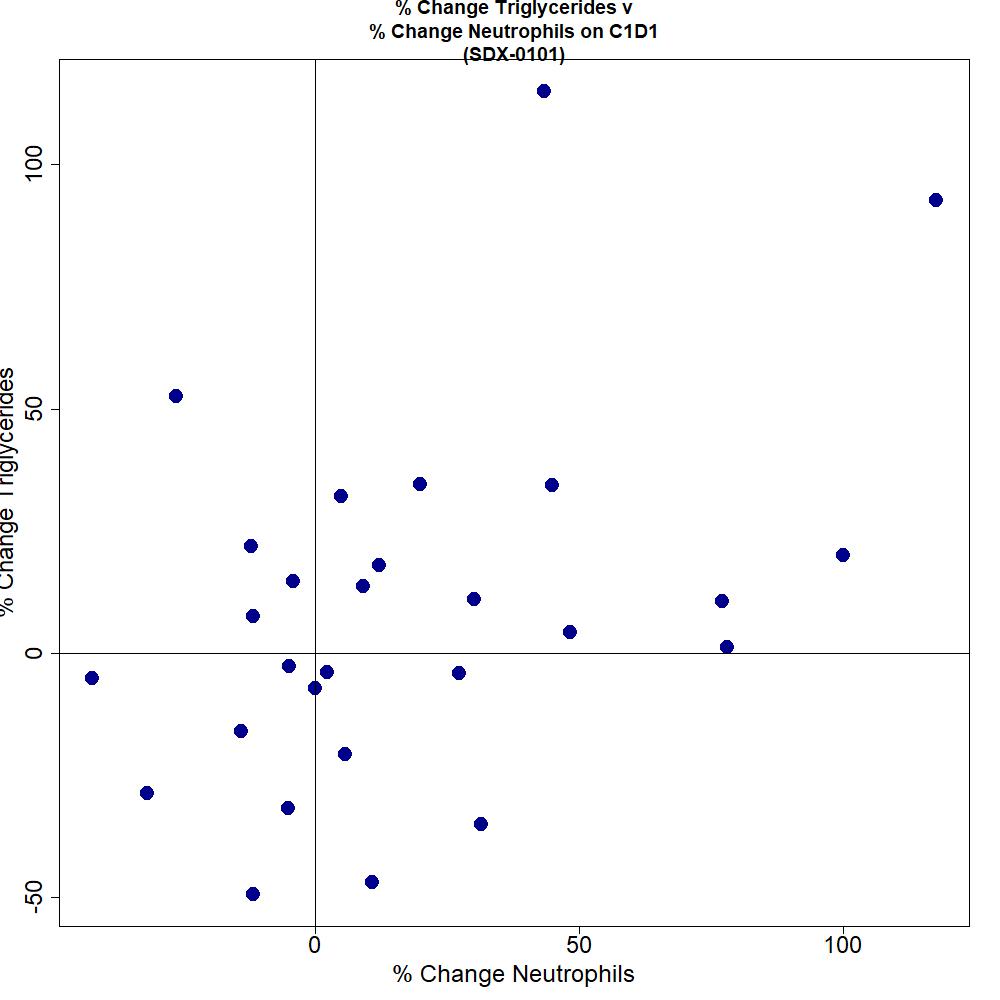 % Change Triglycerides v
% Change Neutrophils on C1D1
(SDX-0101)
100
50
0
-50
% Change Triglycerides
0 50 100
% Change Neutrophils